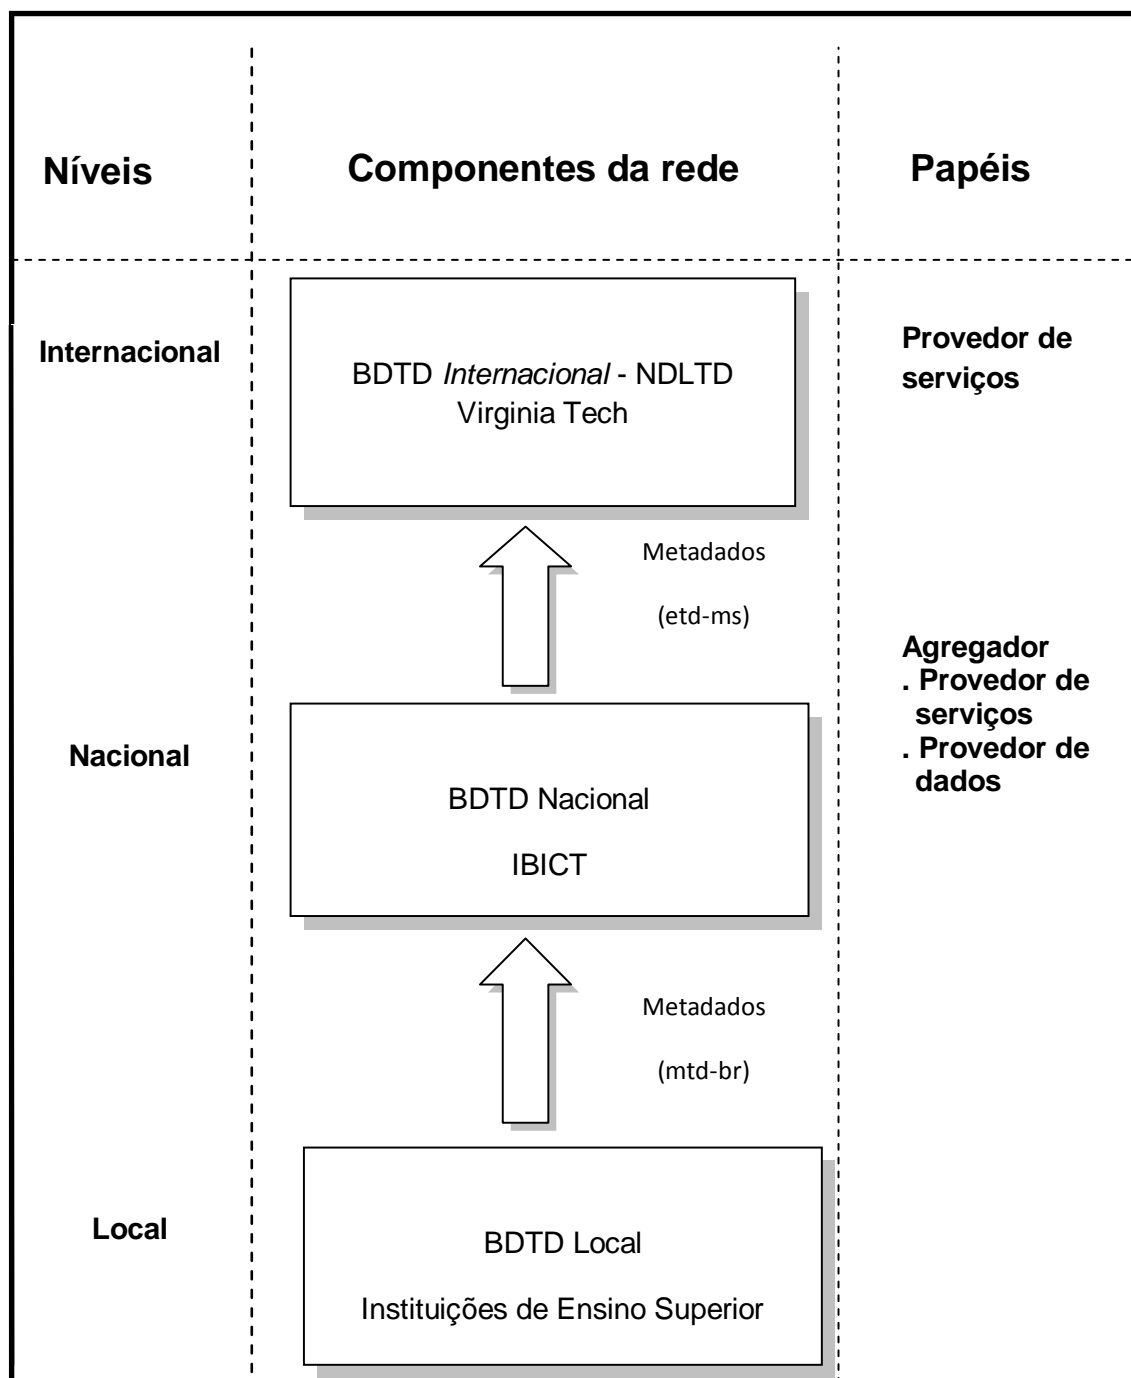 Níveis
Componentes da rede
Papéis
Internacional
BDTD Internacional - NDLTD
Virginia Tech
Provedor de
serviços
Metadados
(etd-ms)
Nacional
BDTD Nacional
IBICT
Agregador
. Provedor de
serviços
. Provedor de
dados
Metadados
(mtd-br)
Local
BDTD Local
Instituições de Ensino Superior